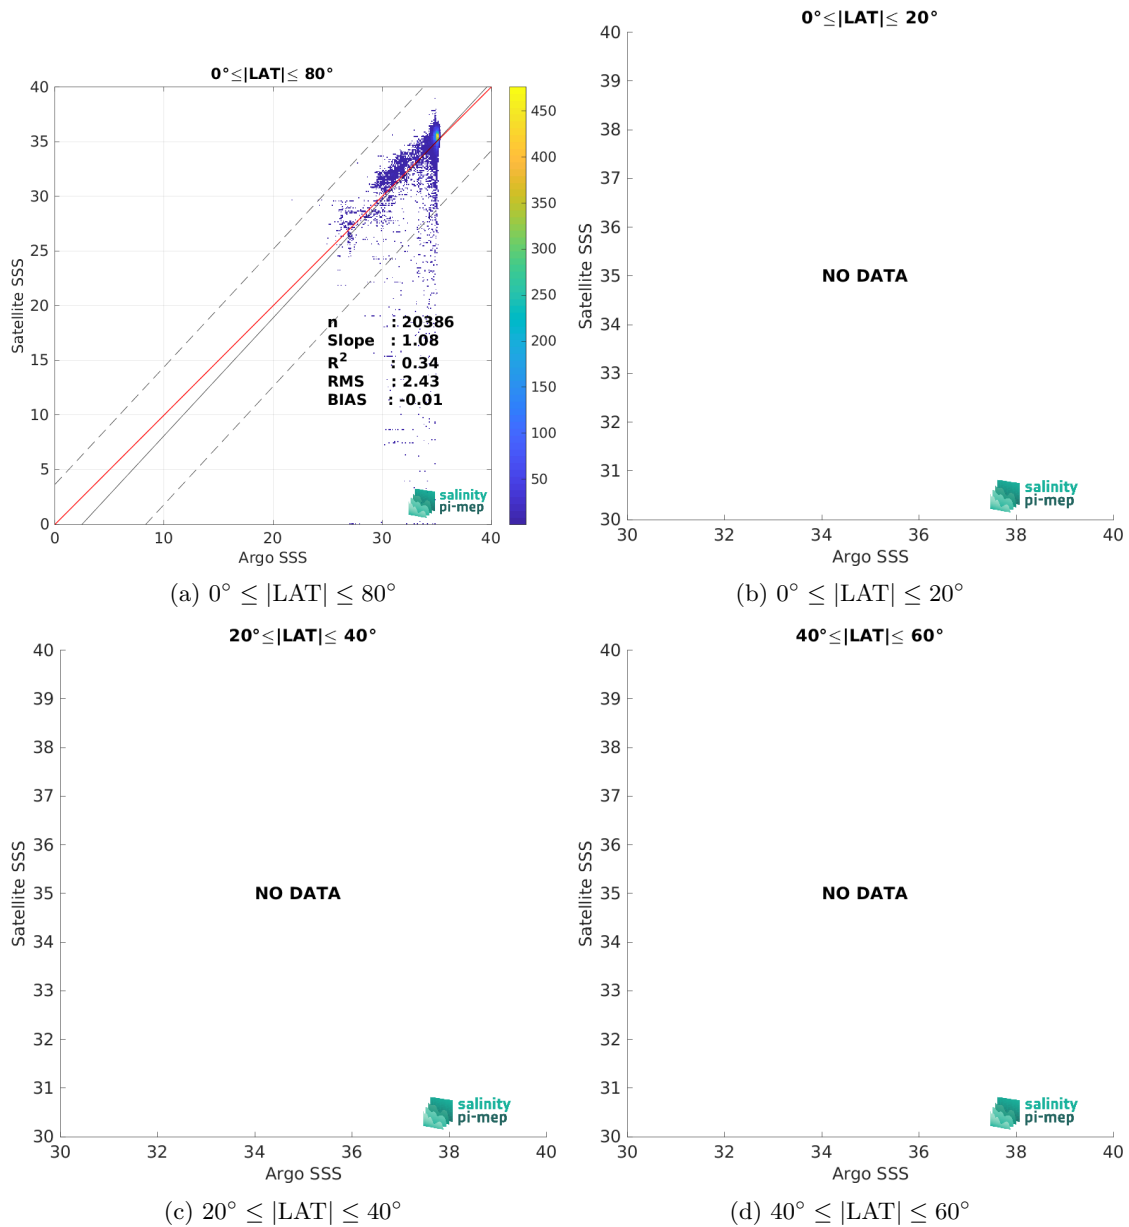 0°≤|LAT|≤ 80°
40
35
30
25
20
15
10
5
0
Satellite SSS
n : 20386
Slope : 1.08
R² : 0.34
RMS : 2.43
BIAS : -0.01
salinity
pi-mep
0 10 20 30 40
Argo SSS
450
400
350
300
250
200
150
100
50
(a) 0° ≤ |LAT| ≤ 80°
0°≤|LAT|≤ 20°
40
39
38
37
36
35
34
33
32
31
30
Satellite SSS
NO DATA
salinity
pi-mep
30 32 34 36 38 40
Argo SSS
(b) 0° ≤ |LAT| ≤ 20°
20°≤|LAT|≤ 40°
40
39
38
37
36
35
34
33
32
31
30
Satellite SSS
NO DATA
salinity
pi-mep
30 32 34 36 38 40
Argo SSS
(c) 20° ≤ |LAT| ≤ 40°
40°≤|LAT|≤ 60°
40
39
38
37
36
35
34
33
32
31
30
Satellite SSS
NO DATA
salinity
pi-mep
30 32 34 36 38 40
Argo SSS
(d) 40° ≤ |LAT| ≤ 60°